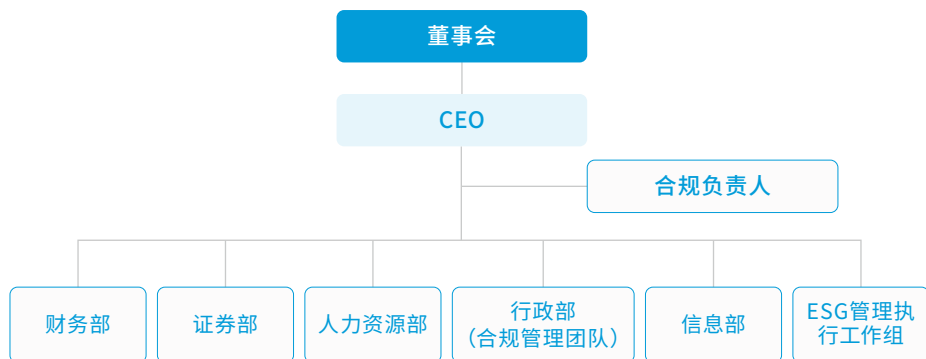 董事会
CEO
合规负责人
财务部
证券部
人力资源部
行政部
（合规管理团队）
信息部
ESG管理执
行工作组